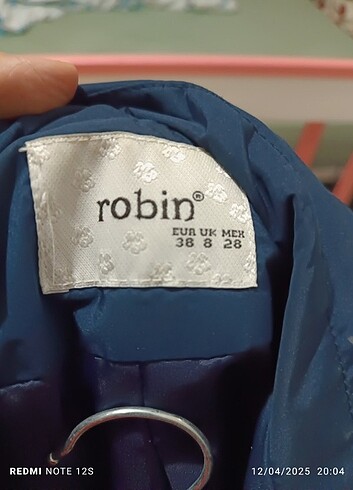 robin®
EUR UK MEX
38 8 28
REDMI NOTE 12S
12/04/2025 20:04